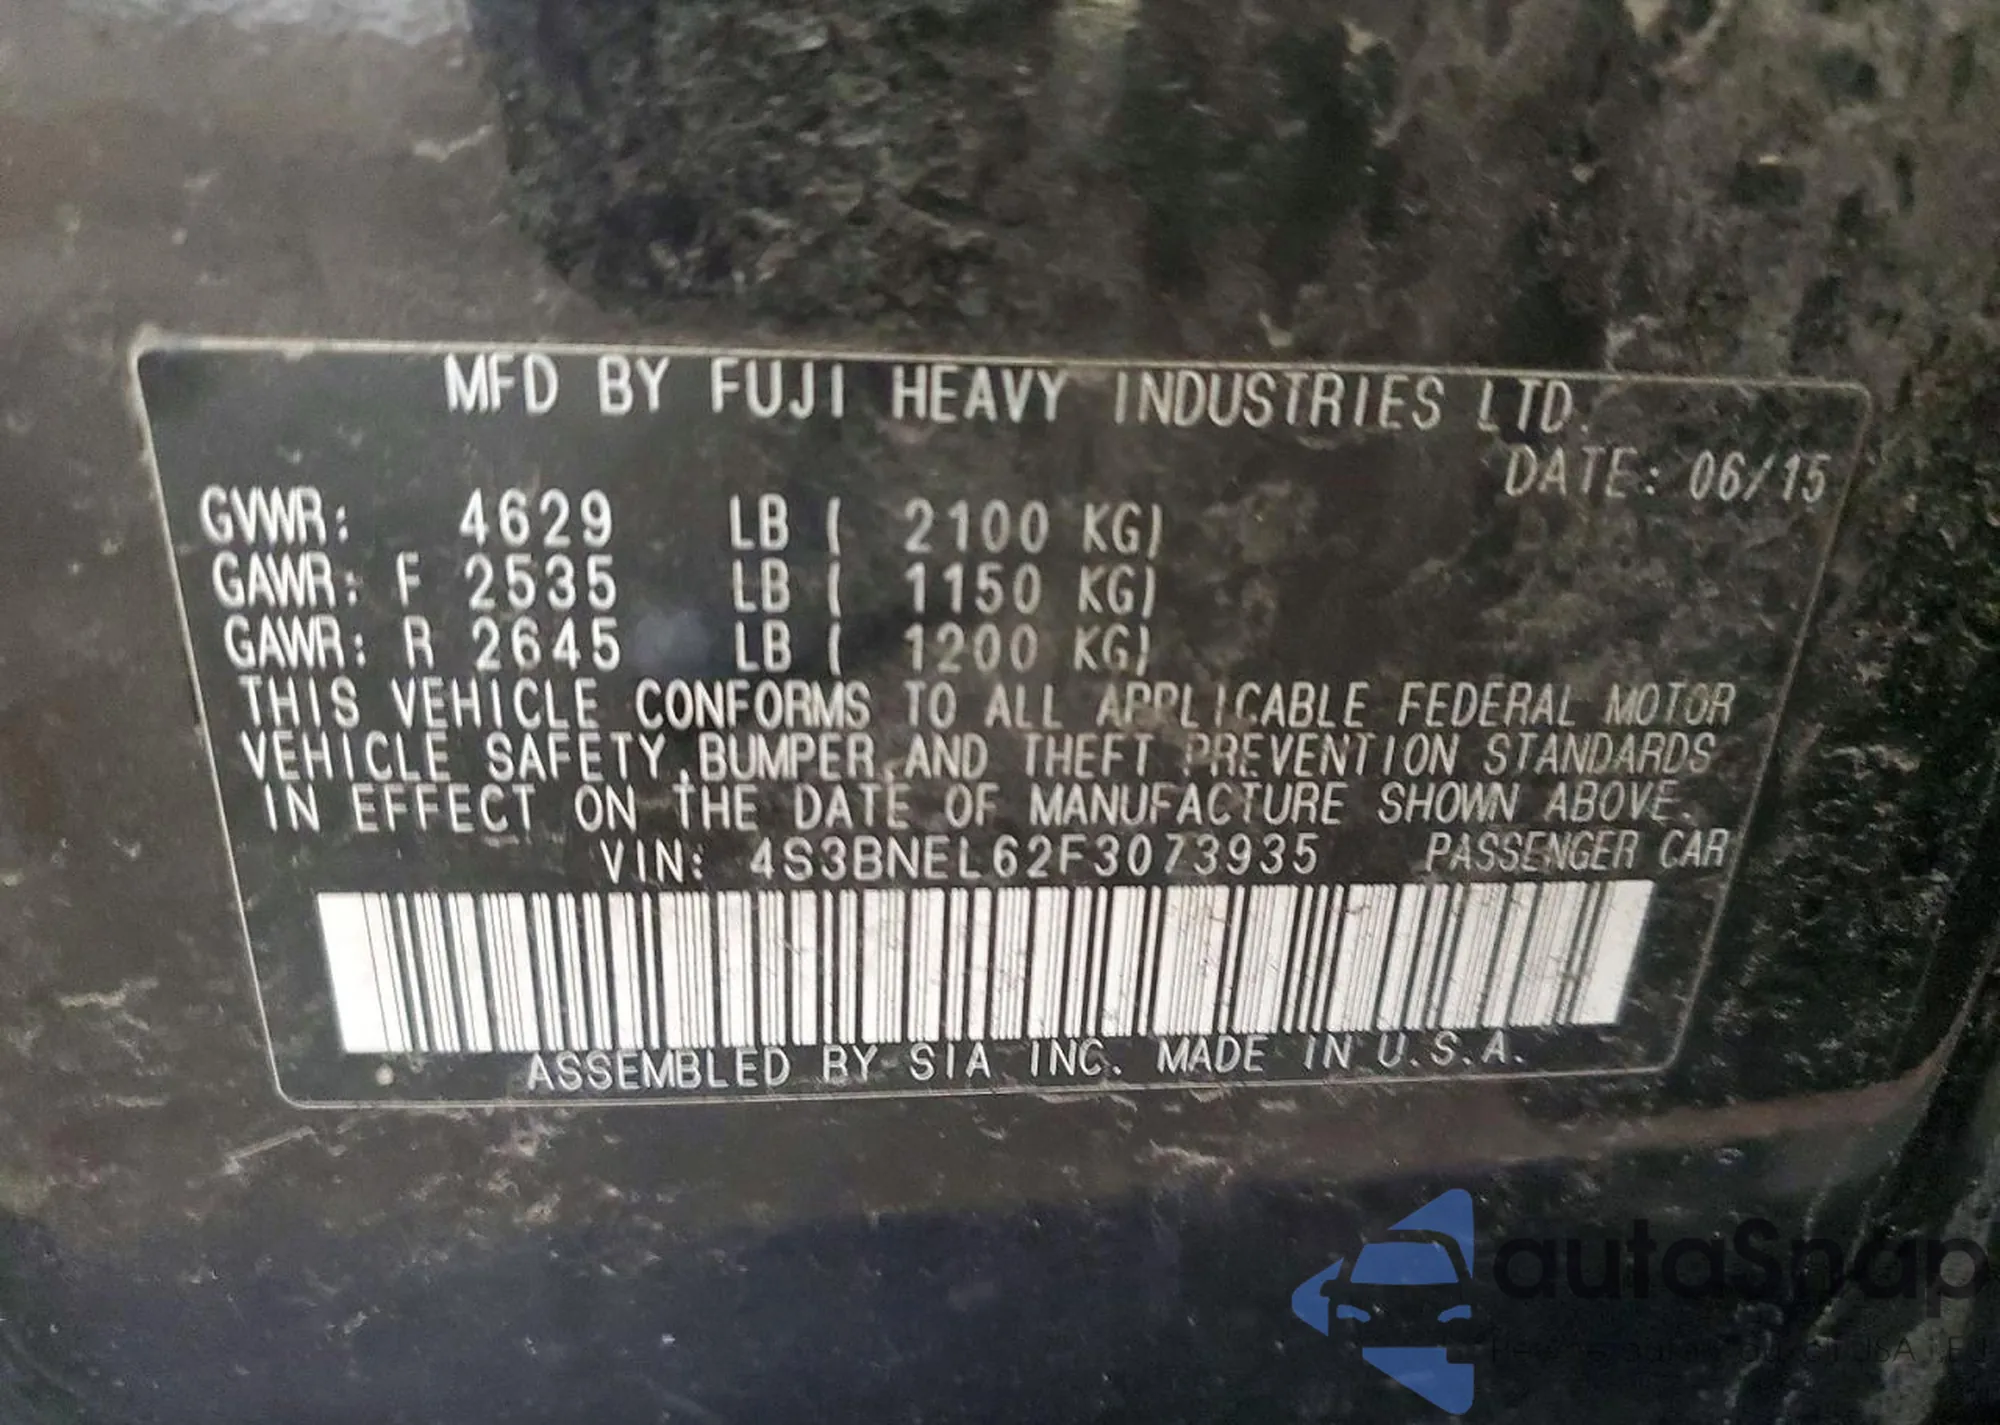 MFD BY FUJI HEAVY INDUSTRIES LTD.
DATE: 06/15
GVWR: 4629 LB ( 2100 KG)
GAWR: F 2535 LB ( 1150 KG)
GAWR: R 2645 LB ( 1200 KG)
THIS VEHICLE CONFORMS TO ALL APPLICABLE FEDERAL MOTOR
VEHICLE SAFETY,BUMPER,AND THEFT PREVENTION STANDARDS
IN EFFECT ON THE DATE OF MANUFACTURE SHOWN ABOVE.
VIN: 4S3BNEL62F3073935 PASSENGER CAR
ASSEMBLED BY SIA INC. MADE IN U.S.A.
autoSnap